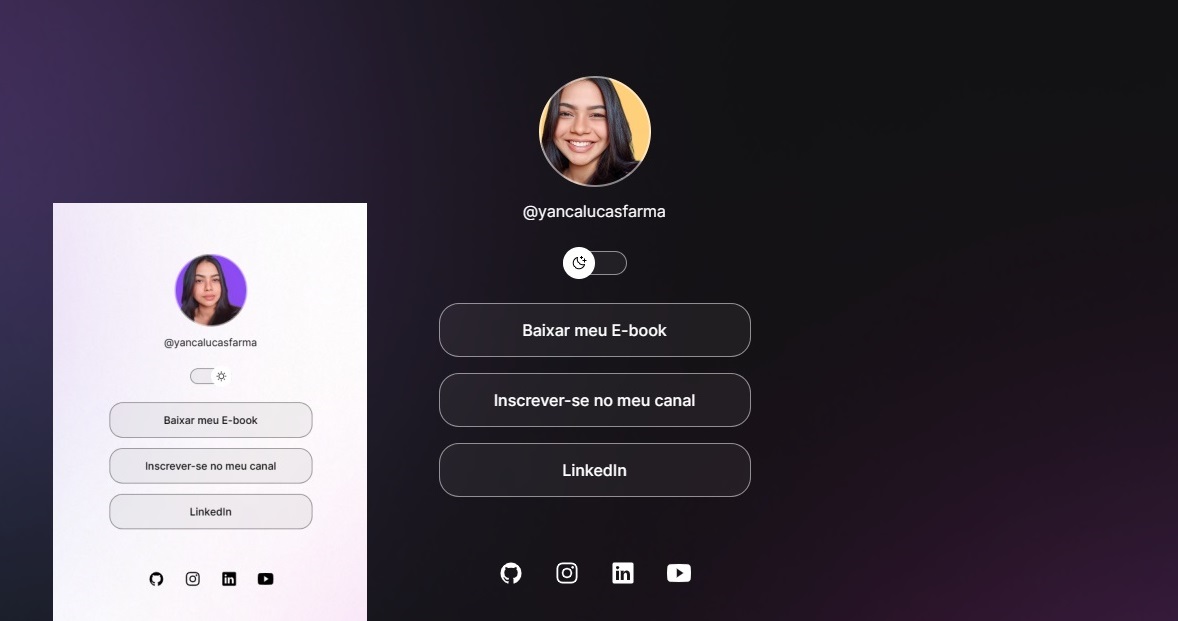 @yancalucasfarma
Baixar meu E-book
Inscrever-se no meu canal
LinkedIn
@yancalucasfarma
Baixar meu E-book
Inscrever-se no meu canal
LinkedIn